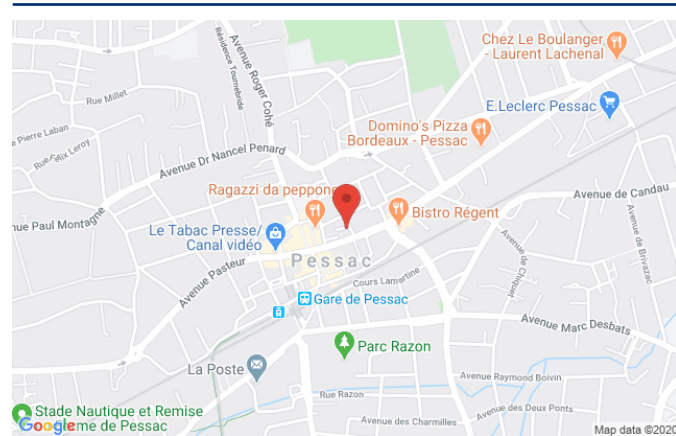 Chez Le Boulanger
- Laurent Lachenal
Avenue Roger Cohé
Résidence Tournebride
Rue Millet
E.Leclerc Pessac
Domino's Pizza
Bordeaux - Pessac
Pierre Laban
Rue Félix Leroy
Avenue Dr Nancel Penard
Ragazzi da peppone
Avenue de Candau
nue Paul Montagne
Bistro Régent
Le Tabac Presse/
Canal vidéo
Avenue de Brivazac
Pessac
Avenue Pasteur
Avenue de Chiquet
Cours Lamartine
Gare de Pessac
Avenue Marc Desbats
Parc Razon
La Poste
Avenue Raymond Boivin
Rue Razon
Avenue des Deux Ponts
Stade Nautique et Remise
Google
me de Pessac
Avenue des Charmilles
Map data ©2020